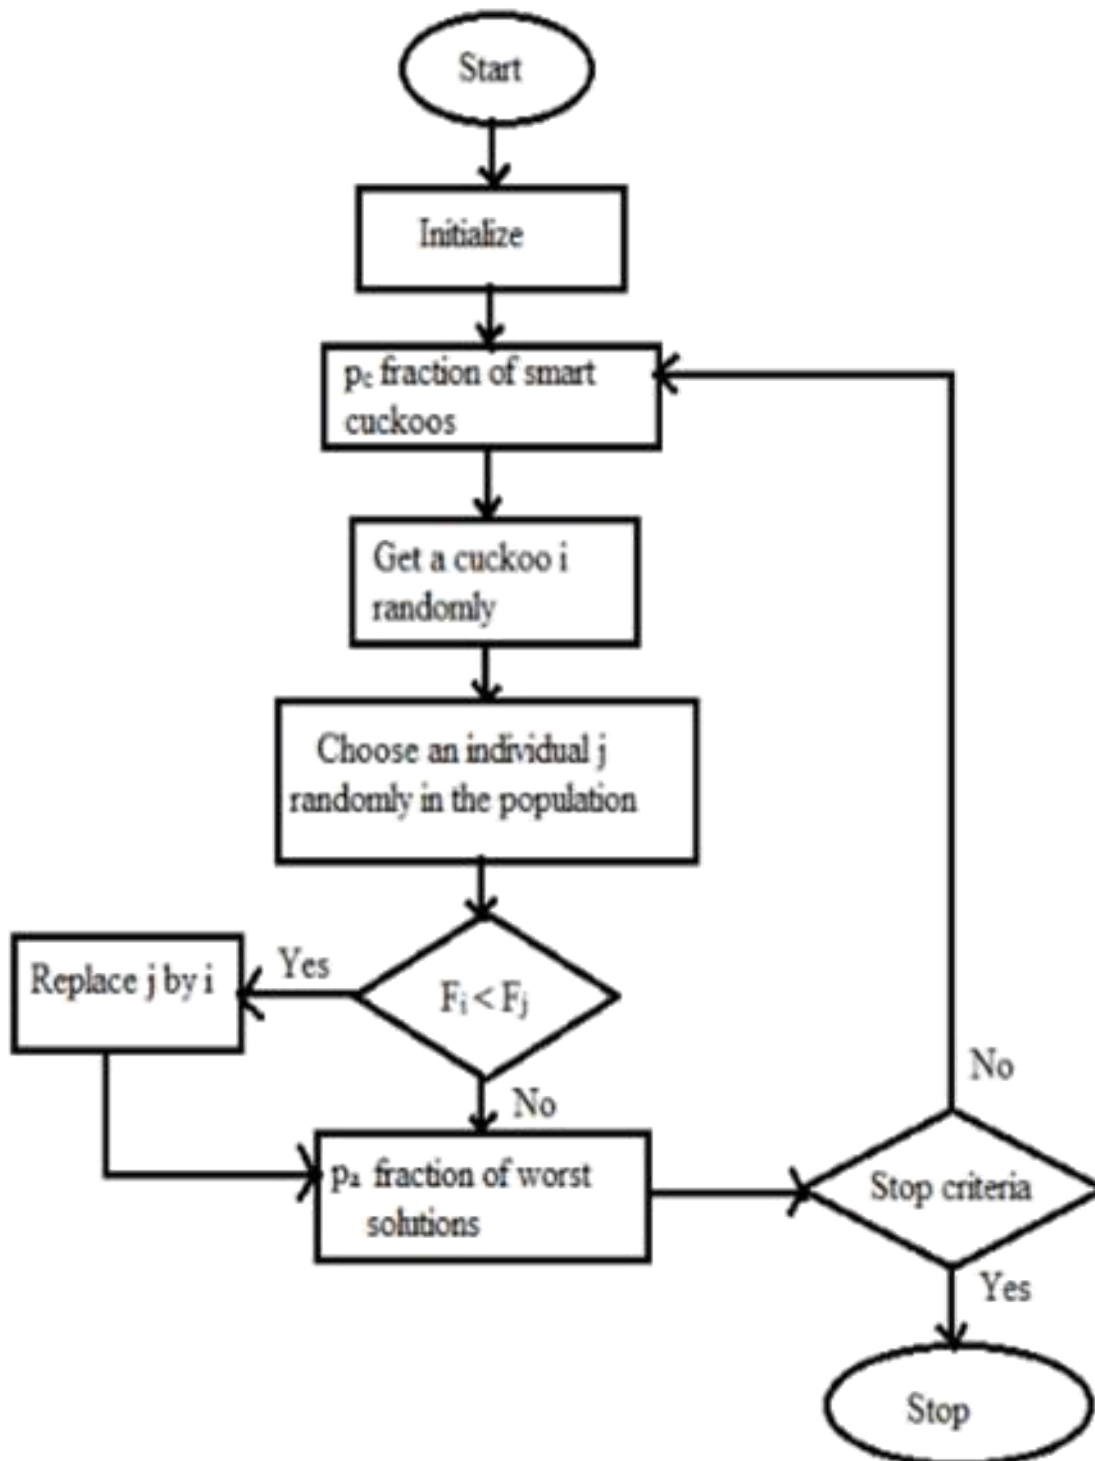 Start
Initialize
pc fraction of smart
cuckoos
Get a cuckoo i
randomly
Choose an individual j
randomly in the population
Fi < Fj
Yes
Replace j by i
No
pa fraction of worst
solutions
Stop criteria
No
Yes
Stop